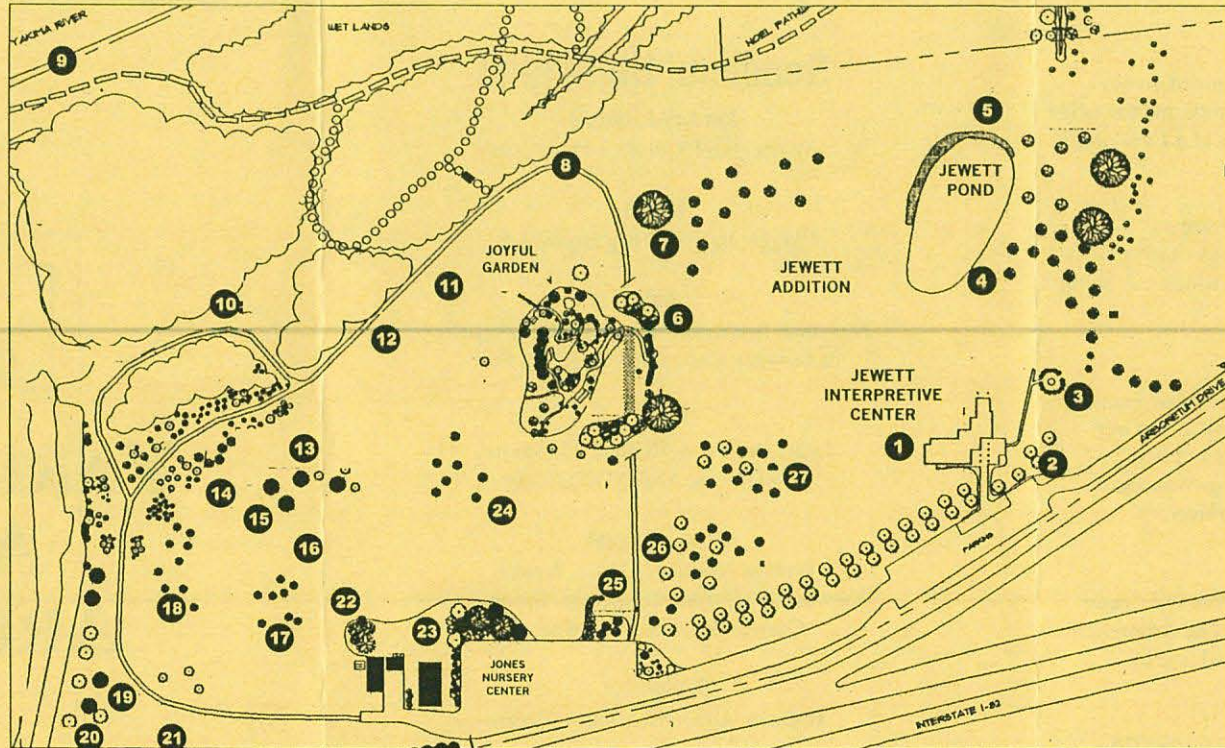 YAKIMA RIVER
WET LANDS
NOEL PATHWAY
9
5
JEWETT
POND
8
7
JOYFUL
GARDEN
JEWETT
ADDITION
4
11
10
6
12
JEWETT
INTERPRETIVE
CENTER
3
ARBORETUM DRIVE
1
2
13
27
14
15
24
16
26
PARKING
25
18
22
17
23
JONES
NURSERY
CENTER
19
20
21
INTERSTATE I-82